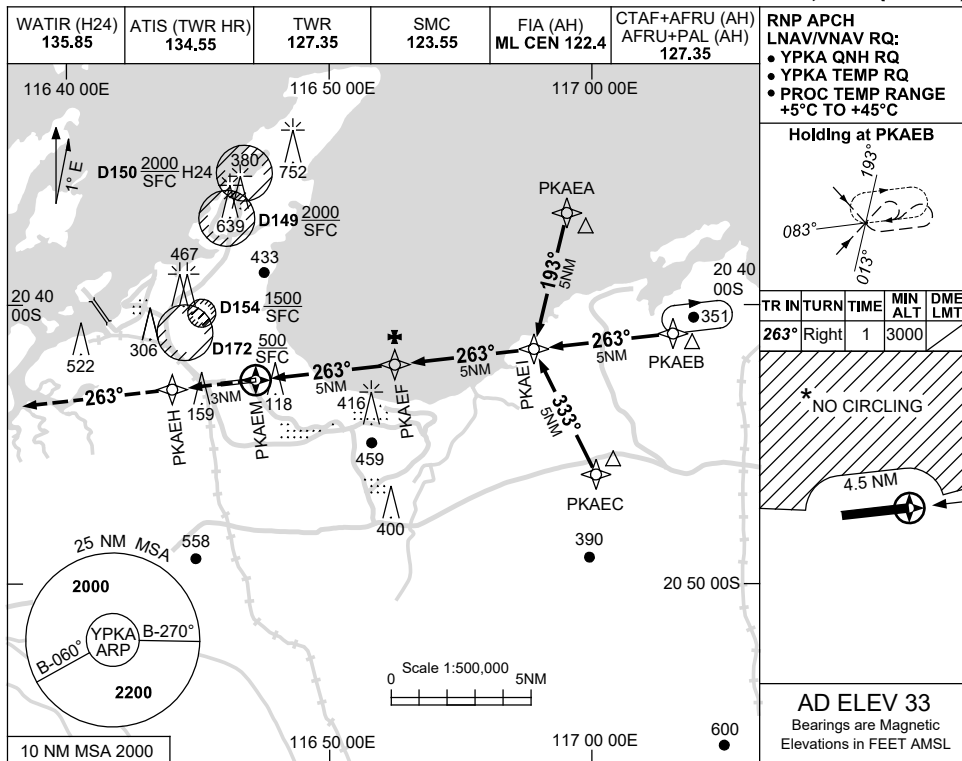 WATIR (H24)
135.85
ATIS (TWR HR)
134.55
TWR
127.35
SMC
123.55
FIA (AH)
ML CEN 122.4
CTAF+AFRU (AH)
AFRU+PAL (AH)
127.35
RNP APCH
LNAV/VNAV RQ:
• YPKA QNH RQ
• YPKA TEMP RQ
• PROC TEMP RANGE
+5°C TO +45°C
116 40 00E
116 50 00E
117 00 00E
1° E
D150 2000 H24
SFC
380
752
D149 2000
SFC
639
PKAEA
193°
5NM
Holding at PKAEB
193°
083°
013°
467
433
20 40
00S
20 40
00S
D154 1500
SFC
351
306
522
D172 500
SFC
TR IN
TURN
TIME
MIN
ALT
DME
LMT
263°
Right
1
3000
263°
PKAEH
159
3NM
PKAEM
118
263°
5NM
416
PKAEF
263°
5NM
PKAEI
263°
5NM
PKAEB
333°
5NM
459
PKAEC
400
* NO CIRCLING
4.5 NM
558
390
25 NM MSA
2000
YPKA
ARP
B-270°
B-060°
2200
20 50 00S
Scale 1:500,000
0 5NM
600
10 NM MSA 2000
116 50 00E
117 00 00E
AD ELEV 33
Bearings are Magnetic
Elevations in FEET AMSL